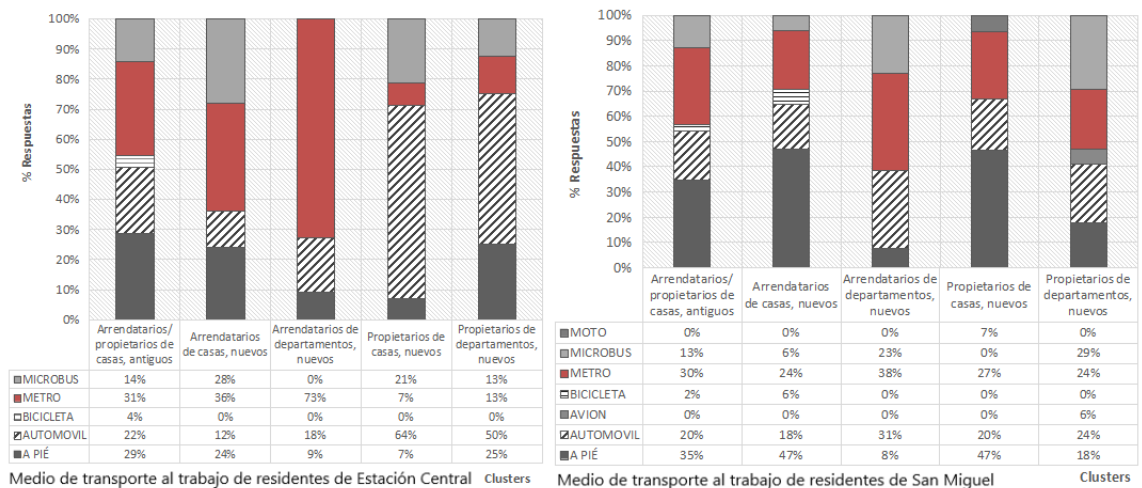 100%
90%
80%
70%
60%
50%
40%
30%
20%
10%
0%
% Respuestas
Arrendatarios/
propietarios de
casas, antiguos
Arrendatarios
de casas, nuevos
Arrendatarios de
departamentos,
nuevos
Propietarios de
casas, nuevos
Propietarios de
departamentos,
nuevos
MICROBUS 14% 28% 0% 21% 13%
METRO 31% 36% 73% 7% 13%
BICICLETA 4% 0% 0% 0% 0%
AUTOMOVIL 22% 12% 18% 64% 50%
A PIÉ 29% 24% 9% 7% 25%
Medio de transporte al trabajo de residentes de Estación Central Clusters
100%
90%
80%
70%
60%
50%
40%
30%
20%
10%
0%
% Respuestas
Arrendatarios/
propietarios de
casas, antiguos
Arrendatarios de
casas, nuevos
Arrendatarios de
departamentos,
nuevos
Propietarios de
casas, nuevos
Propietarios de
departamentos,
nuevos
MOTO 0% 0% 0% 7% 0%
MICROBUS 13% 6% 23% 0% 29%
METRO 30% 24% 38% 27% 24%
BICICLETA 2% 6% 0% 0% 0%
AVION 0% 0% 0% 0% 6%
AUTOMOVIL 20% 18% 31% 20% 24%
A PIÉ 35% 47% 8% 47% 18%
Medio de transporte al trabajo de residentes de San Miguel Clusters